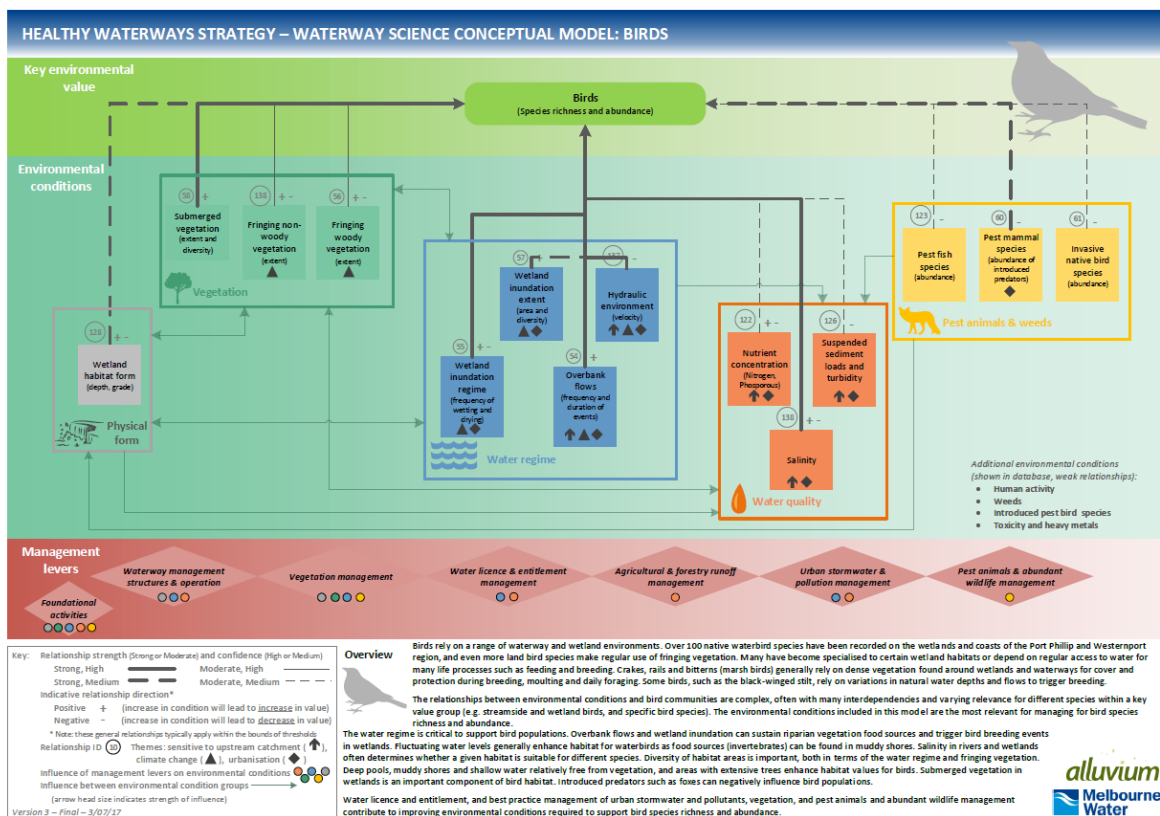 HEALTHY WATERWAYS STRATEGY – WATERWAY SCIENCE CONCEPTUAL MODEL: BIRDS
Key environmental
value
Birds
(Species richness and abundance)
Environmental
conditions
58 + 
138 + -
56 + -
Submerged
vegetation
(extent and
diversity)
Fringing non-
woody
vegetation
(extent)
Fringing
woody
vegetation
(extent)
Vegetation
128 + -
Wetland
habitat form
(depth, grade)
Physical
form
57 +
137 -
Wetland
inundation
extent
(area and
diversity)
Hydraulic
environment
(velocity)
55 + -
54 +
Wetland
inundation
regime
(frequency of
wetting and
drying)
Overbank
flows
(frequency and
duration of
events)
Water regime
122 + -
126 -
Nutrient
concentration
(Nitrogen,
Phosporous)
Suspended
sediment
loads and
turbidity
138 + -
Salinity
Water quality
123 -
60 -
61 -
Pest fish
species
(abundance)
Pest mammal
species
(abundance of
introduced
predators)
Invasive
native bird
species
(abundance)
Pest animals & weeds
Additional environmental conditions
(shown in database, weak relationships):
• Human activity
• Weeds
• Introduced pest bird species
• Toxicity and heavy metals
Management
levers
Foundational
activities
Waterway management
structures & operation
Vegetation management
Water licence & entitlement
management
Agricultural & forestry runoff
management
Urban stormwater &
pollution management
Pest animals & abundant
wildlife management
Key: Relationship strength (Strong or Moderate) and confidence (High or Medium)
Strong, High Moderate, High
Strong, Medium Moderate, Medium
Indicative relationship direction*
Positive + (increase in condition will lead to increase in value)
Negative - (increase in condition will lead to decrease in value)
* Note: these general relationships typically apply within the bounds of thresholds
Relationship ID 10 Themes: sensitive to upstream catchment ( ),
climate change ( ), urbanisation ( )
Influence of management levers on environmental conditions
Influence between environmental condition groups
(arrow head size indicates strength of influence)
Version 3 – Final – 3/07/17
Overview
Birds rely on a range of waterway and wetland environments. Over 100 native waterbird species have been recorded on the wetlands and coasts of the Port Phillip and Westernport
region, and even more land bird species make regular use of fringing vegetation. Many have become specialised to certain wetland habitats or depend on regular access to water for
many life processes such as feeding and breeding. Crakes, rails and bitterns (marsh birds) generally rely on dense vegetation found around wetlands and waterways for cover and
protection during breeding, moulting and daily foraging. Some birds, such as the black-winged stilt, rely on variations in natural water depths and flows to trigger breeding.
The relationships between environmental conditions and bird communities are complex, often with many interdependencies and varying relevance for different species within a key
value group (e.g. streamside and wetland birds, and specific bird species). The environmental conditions included in this model are the most relevant for managing for bird species
richness and abundance.
The water regime is critical to support bird populations. Overbank flows and wetland inundation can sustain riparian vegetation food sources and trigger bird breeding events
in wetlands. Fluctuating water levels generally enhance habitat for waterbirds as food sources (invertebrates) can be found in muddy shores. Salinity in rivers and wetlands
often determines whether a given habitat is suitable for different species. Diversity of habitat areas is important, both in terms of the water regime and fringing vegetation.
Deep pools, muddy shores and shallow water relatively free from vegetation, and areas with extensive trees enhance habitat values for birds. Submerged vegetation in
wetlands is an important component of bird habitat. Introduced predators such as foxes can negatively influence bird populations.
Water licence and entitlement, and best practice management of urban stormwater and pollutants, vegetation, and pest animals and abundant wildlife management
contribute to improving environmental conditions required to support bird species richness and abundance.
alluvium
Melbourne
Water